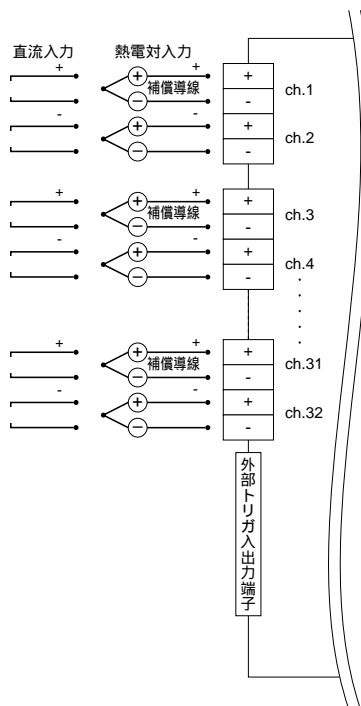 直流入力 熱電対入力
+ + + +
補償導線 ch.1
− -
- + - +
ch.2
− -
+ + + +
補償導線 ch.3
− -
- + - +
ch.4
− -
+ + + +
補償導線 ch.31
− -
- + - +
ch.32
− -
外部トリガ入出力端子